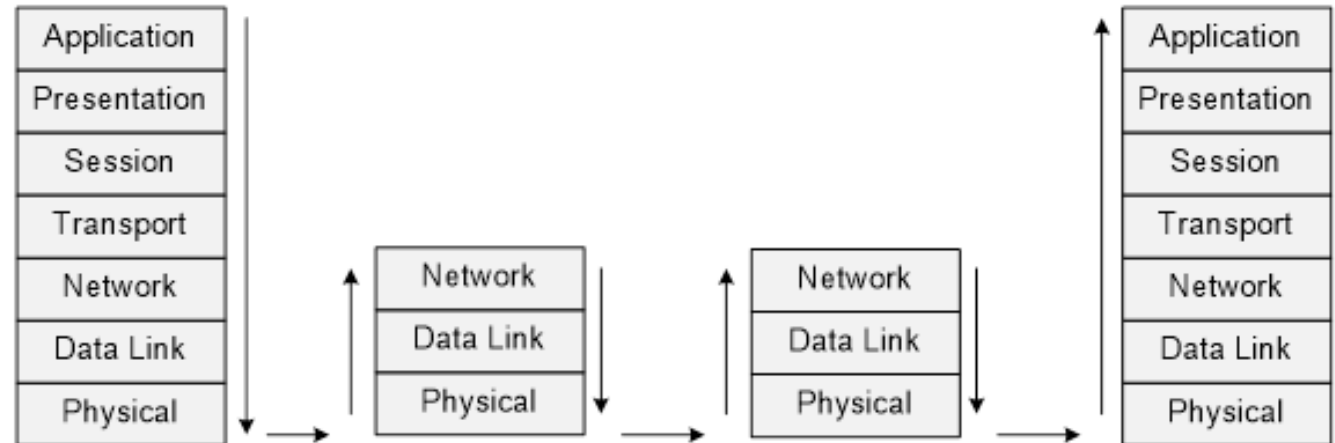 Application
Presentation
Session
Transport
Network
Data Link
Physical
Network
Data Link
Physical
Network
Data Link
Physical
Application
Presentation
Session
Transport
Network
Data Link
Physical